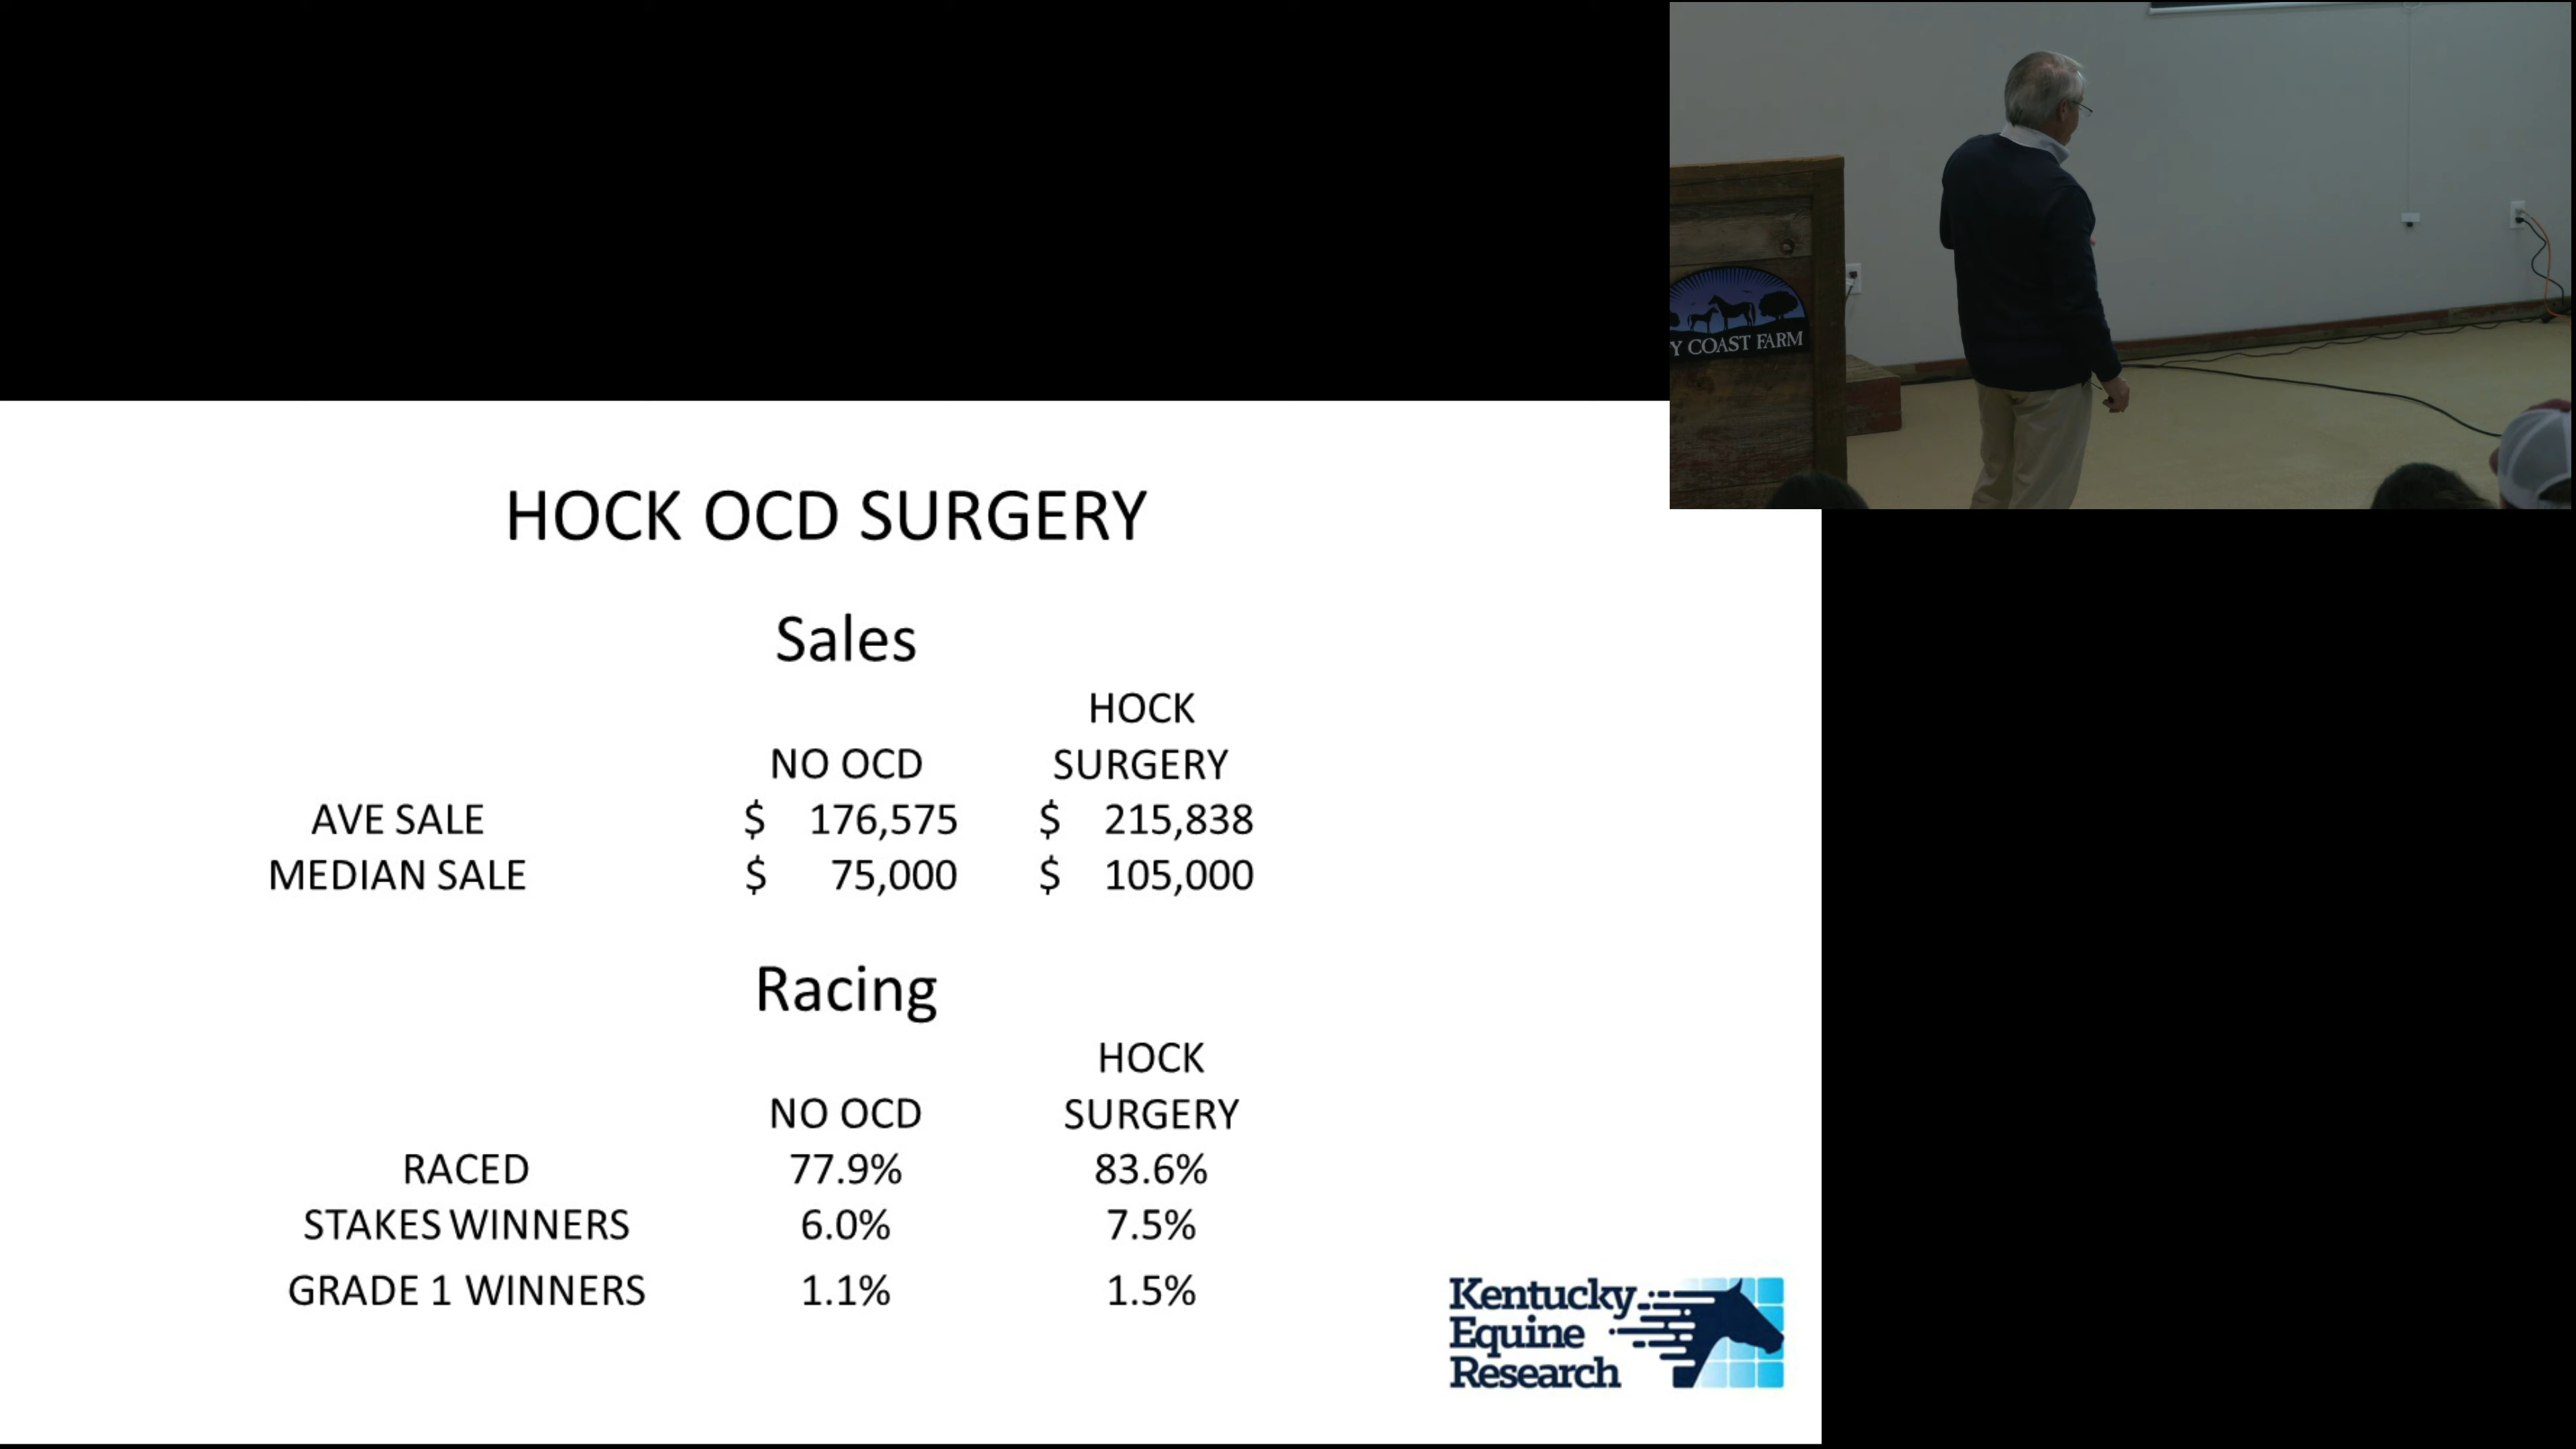 Y COAST FARM
HOCK OCD SURGERY
Sales
HOCK
NO OCD SURGERY
AVE SALE $ 176,575 $ 215,838
MEDIAN SALE $ 75,000 $ 105,000
Racing
HOCK
NO OCD SURGERY
RACED 77.9% 83.6%
STAKES WINNERS 6.0% 7.5%
GRADE 1 WINNERS 1.1% 1.5%
Kentucky
Equine
Research